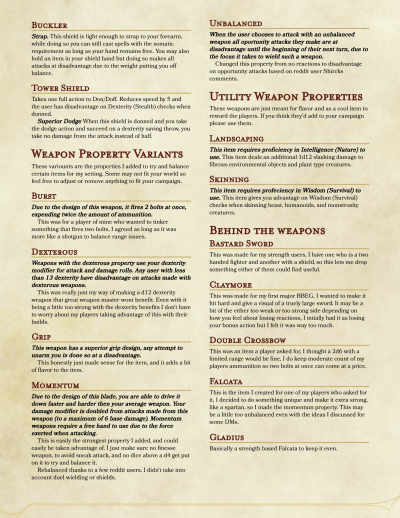 BUCKLER
Strap. This shield is light enough to strap to your forearm,
while doing so you can still cast spells with the somatic
requirement as long as your hand remains free. You may also
hold an item in your shield hand but doing so makes all
attacks at disadvantage due to the weight putting you off
balance.
TOWER SHIELD
Takes one full action to Don/Doff. Reduces speed by 5 and
the user has disadvantage on Dexterity (Stealth) checks when
donned.
Superior Dodge When this shield is donned and you take
the dodge action and succeed on a dexterity saving throw, you
take no damage from the attack instead of half.
WEAPON PROPERTY VARIANTS
These variants are the properties I added to try and balance
certain items for my setting. Some may not fit your world so
feel free to adjust or remove anything to fit your campaign.
BURST
Due to the design of this weapon, it fires 2 bolts at once,
expending twice the amount of ammunition.
This was for a player of mine who wanted to tinker
something that fires two bolts, I agreed as long as it was
more like a shotgun to balance range issues.
DEXTEROUS
Weapons with the dexterous property use your dexterity
modifier for attack and damage rolls. Any user with less
than 13 dexterity have disadvantage on attacks made with
dexterous weapons.
This was really just my way of making a d12 dexterity
weapon that great weapon master wont benefit. Even with it
being a little too strong with the dexterity benefits I don't have
to worry about my players taking advantage of this with their
builds.
GRIP
This weapon has a superior grip design, any attempt to
unarm you is done so at a disadvantage.
This honestly just made sense for the item, and it adds a bit
of flavor to the item.
MOMENTUM
Due to the design of this blade, you are able to drive it
down faster and harder then your average weapon. Your
damage modifier is doubled from attacks made from this
weapon (to a maximum of 6 base damage). Momentum
weapons require a free hand to use due to the force
exerted when attacking.
This is easily the strongest property I added, and could
easily be taken advantage of. I just make sure no finesse
weapon, to avoid sneak attack, and no dice above a d4 get put
on it to try and balance it.
Rebalanced thanks to a few reddit users. I didn't take into
account duel wielding or shields.
UNBALANCED
When the user chooses to attack with an unbalanced
weapon all oportunity attacks they make are at
disadvantage until the beginning of their next turn, due to
the focus it takes to wield such a weapon.
Changed this property from no reactions to disadvantage
on opportunity attacks based on reddit user Shircks
comments.
UTILITY WEAPON PROPERTIES
These weapons are just meant for flavor and as a cool item to
reward the players. If you think they'd add to your campaign
please use them.
LANDSCAPING
This item requires proficiency in Intelligence (Nature) to
use. This item deals an additional 1d12 slashing damage to
fibrous environmental objects and plant type creatures.
SKINNING
This item requires proficiency in Wisdom (Survival) to
use. This item gives you advantage on Wisdom (Survival)
checks when skinning beast, humanoids, and monstrosity
creatures.
BEHIND THE WEAPONS
BASTARD SWORD
This was made for my strength users, I have one who is a two
handed fighter and another with a shield, so this lets me drop
something either of them could find useful.
CLAYMORE
This was made for my first major BBEG, I wanted to make it
hit hard and give a visual of a truely large sword. It may be a
bit of the either too weak or too strong side depending on
how you feel about losing reactions, I intially had it as losing
your bonus action but I felt it was way too much.
DOUBLE CROSSBOW
This was an item a player asked for, I thought a 2d6 with a
limited range would be fine, I do keep moderate count of my
players ammunition so two bolts at once can come at a price.
FALCATA
This is the item I created for one of my players who asked for
it, I decided to do something unique and make it extra strong,
like a spartan, so I made the momentum property. This may
be a little too unbalanced even with the ideas I discussed for
some DMs.
GLADIUS
Basically a strength based Falcata to keep it even.